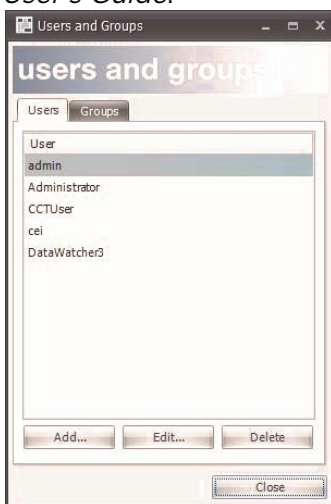 User's Guide.
Users and Groups
users and groups
Users Groups
User
admin
Administrator
CCTUser
cei
DataWatcher3
Add... Edit... Delete
Close